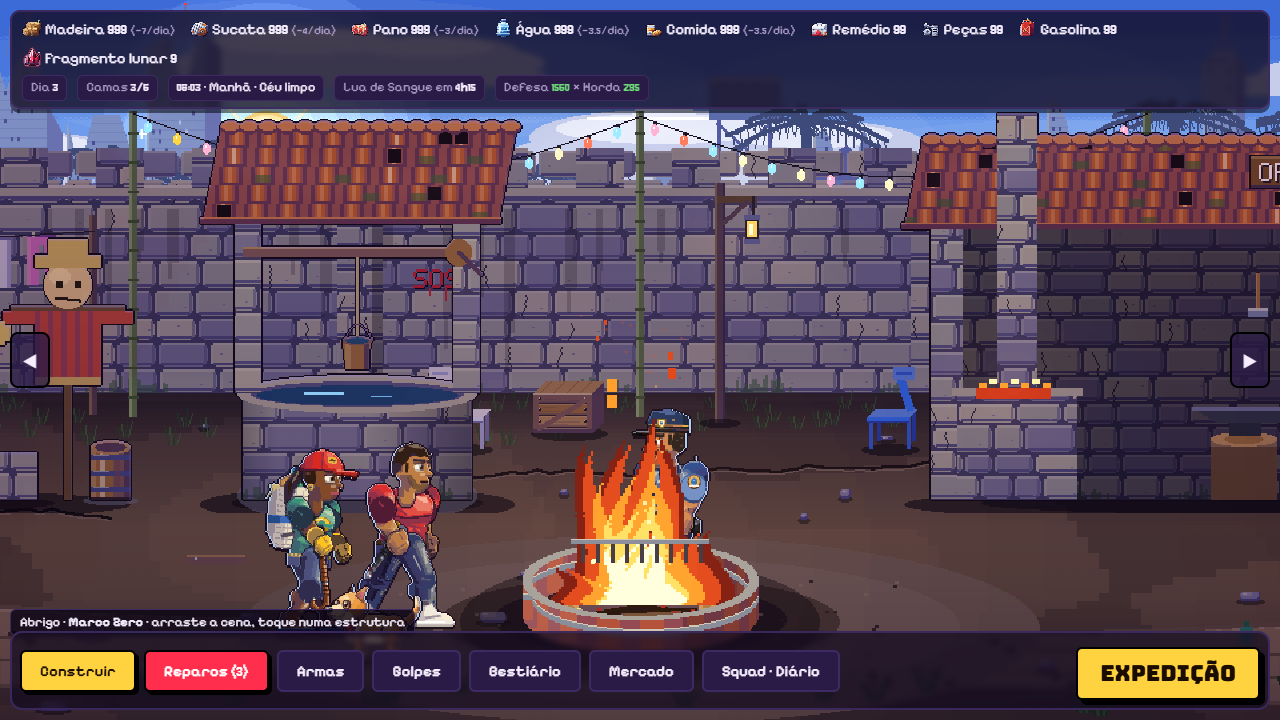 Madeira 999 (-7/dia) Sucata 999 (-4/dia) Pano 999 (-3/dia) Água 999 (-3.5/dia) Comida 999 (-3.5/dia) Remédio 99 Peças 99 Gasolina 99
Fragmento lunar 9
Dia 3 Camas 3/6 08:03 · Manhã · Céu limpo Lua de Sangue em 4h15 Defesa 1560 × Horda 295
SOS
◀
▶
Abrigo · Marco Zero · arraste a cena, toque numa estrutura
Construir Reparos (3) Armas Golpes Bestiário Mercado Squad · Diário EXPEDIÇÃO